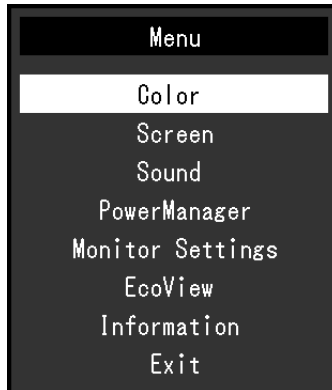 Menu
Color
Screen
Sound
PowerManager
Monitor Settings
EcoView
Information
Exit